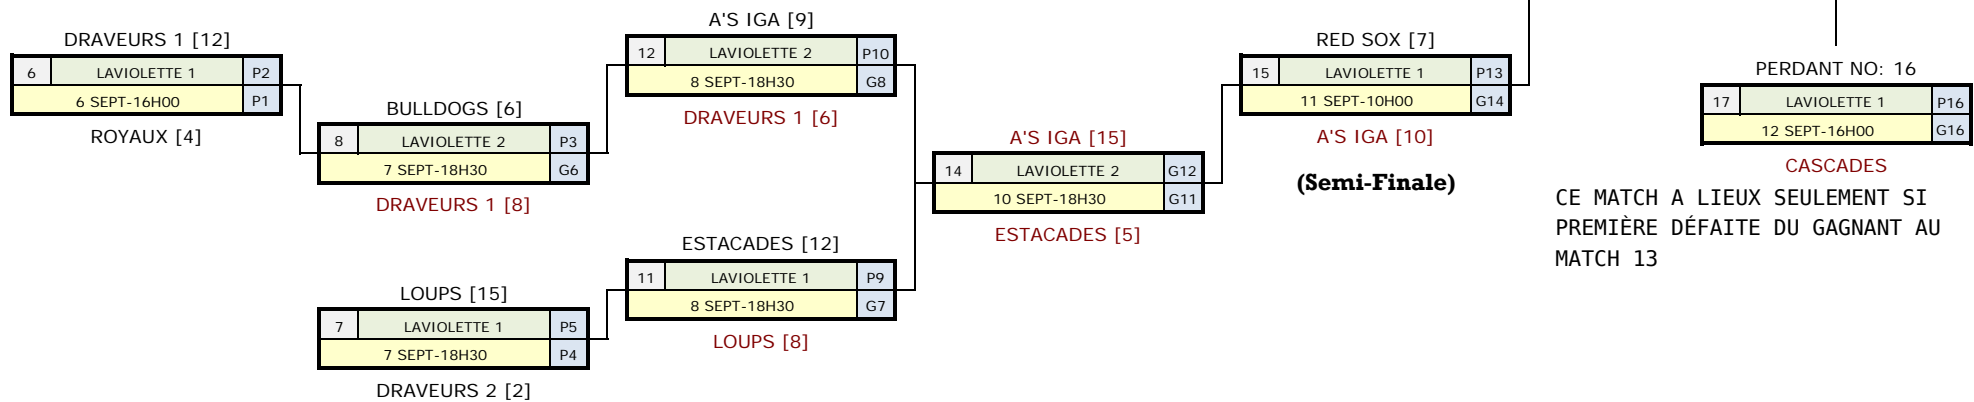 DRAVEURS 1 [12]
6 LAVIOLETTE 1 P2
6 SEPT-16H00 P1
ROYAUX [4]
BULLDOGS [6]
8 LAVIOLETTE 2 P3
7 SEPT-18H30 G6
DRAVEURS 1 [8]
LOUPS [15]
7 LAVIOLETTE 1 P5
7 SEPT-18H30 P4
DRAVEURS 2 [2]
A'S IGA [9]
12 LAVIOLETTE 2 P10
8 SEPT-18H30 G8
DRAVEURS 1 [6]
ESTACADES [12]
11 LAVIOLETTE 1 P9
8 SEPT-18H30 G7
LOUPS [8]
A'S IGA [15]
14 LAVIOLETTE 2 G12
10 SEPT-18H30 G11
ESTACADES [5]
RED SOX [7]
15 LAVIOLETTE 1 P13
11 SEPT-10H00 G14
A'S IGA [10]
(Semi-Finale)
PERDANT NO: 16
17 LAVIOLETTE 1 P16
12 SEPT-16H00 G16
CASCADES
CE MATCH A LIEUX SEULEMENT SI
PREMIÈRE DÉFAITE DU GAGNANT AU
MATCH 13